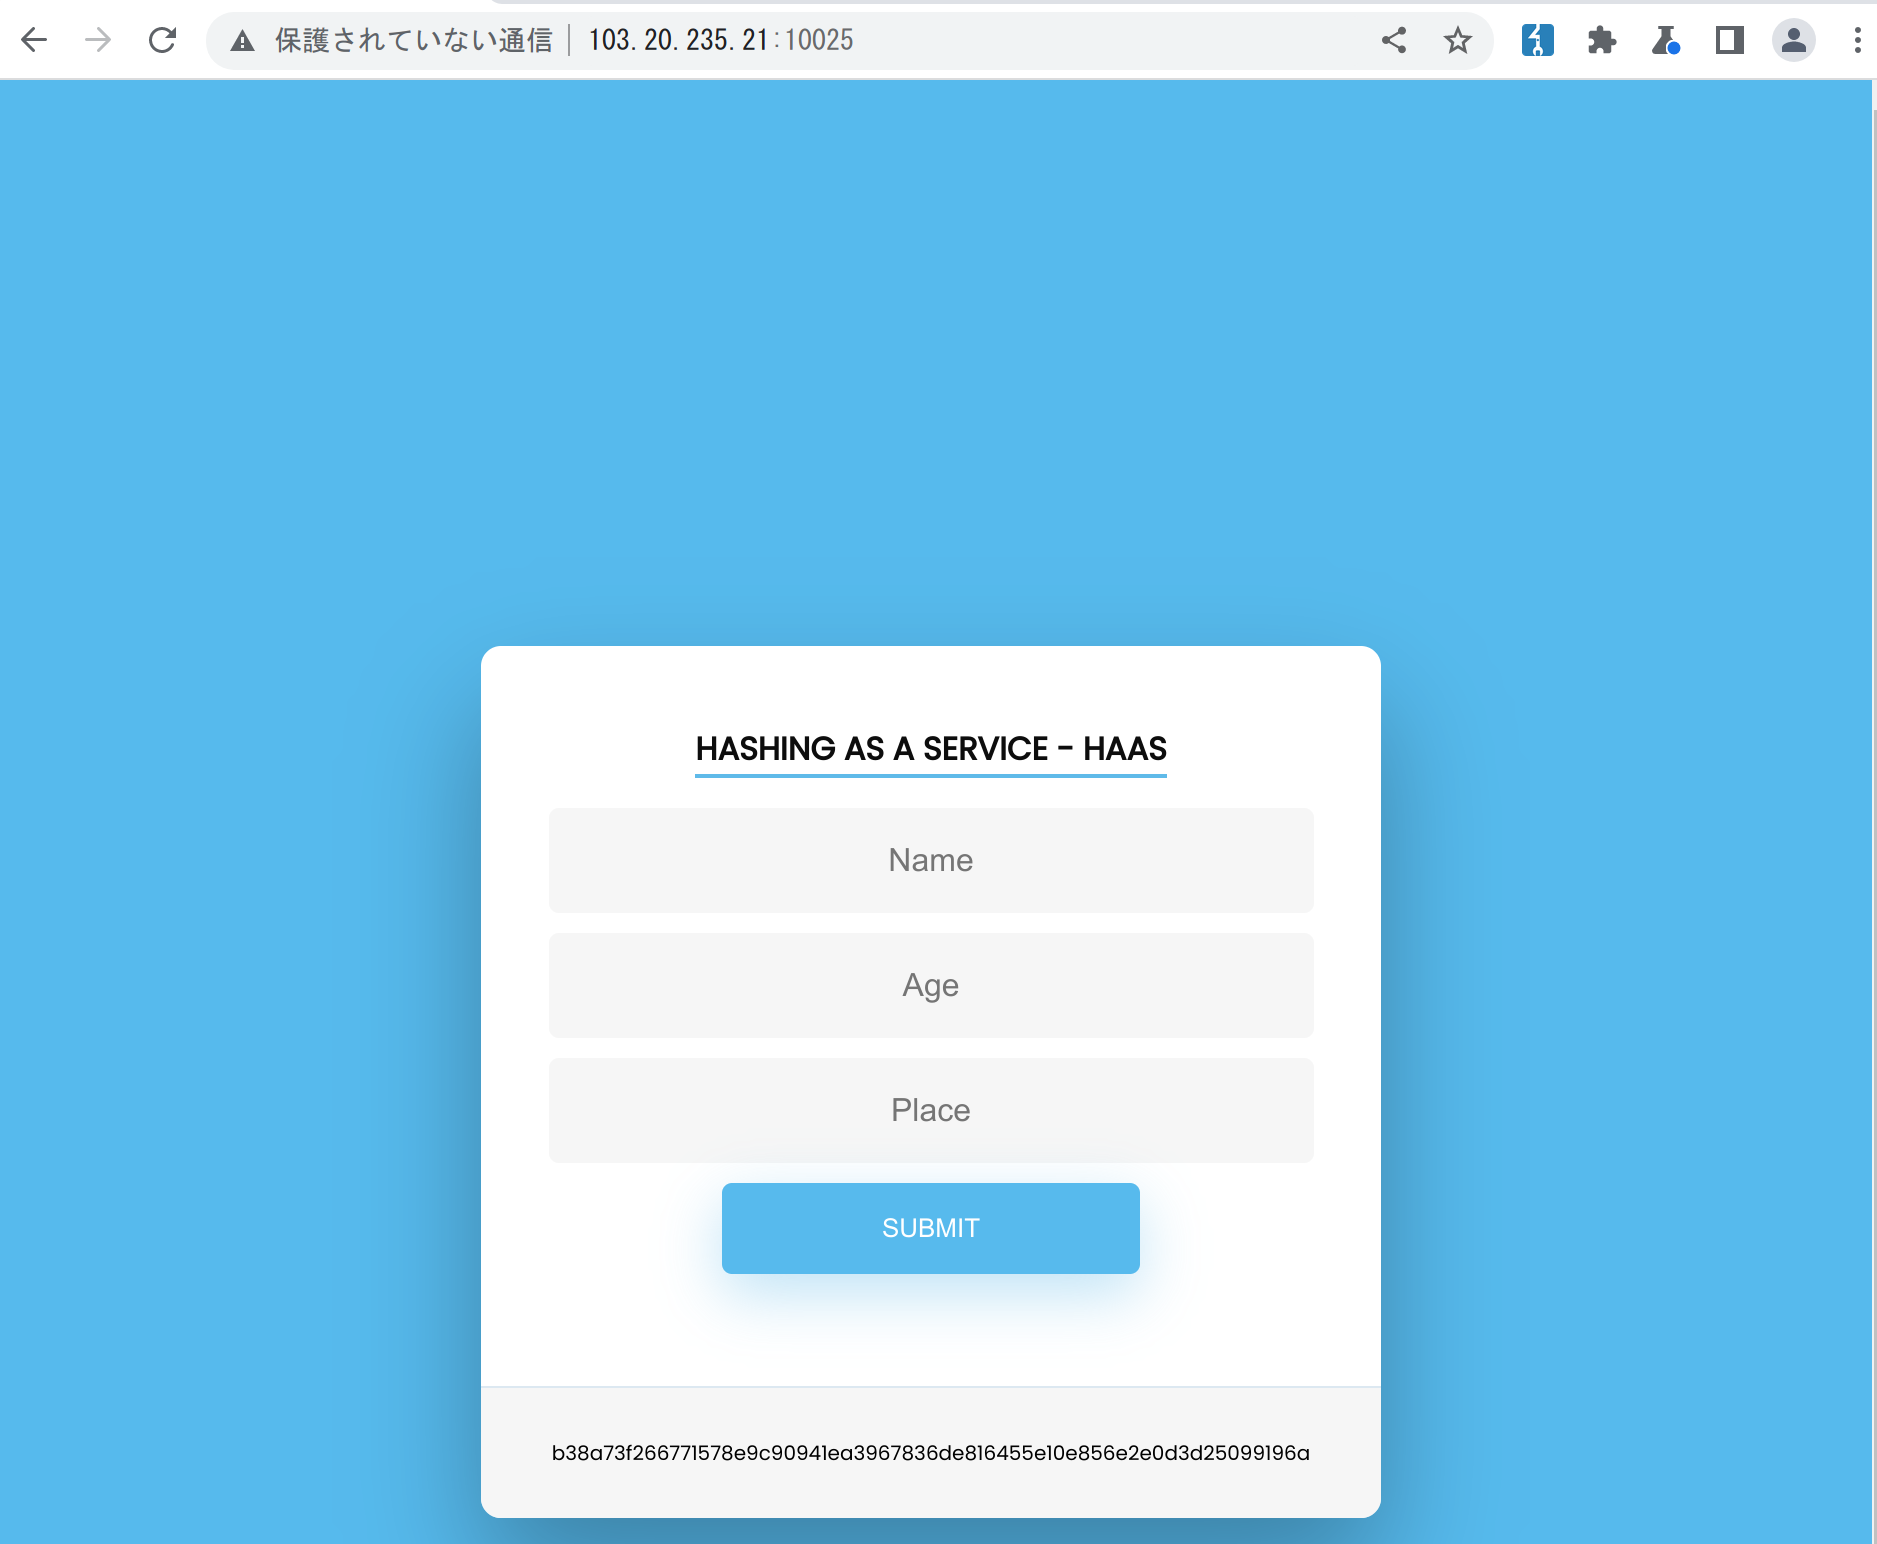 保護されていない通信 103.20.235.21:10025
HASHING AS A SERVICE - HAAS
Name
Age
Place
SUBMIT
b38a73f266771578e9c90941ea3967836de816455e10e856e2e0d3d25099196a